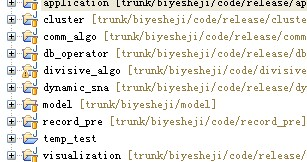 application [trunk/biyesheji/code/release/ap
cluster [trunk/biyesheji/code/release/cluste
comm_algo [trunk/biyesheji/code/release/comm
db_operator [trunk/biyesheji/code/release/db
divisive_algo [trunk/biyesheji/code/divisive
dynamic_sna [trunk/biyesheji/code/release/dy
model [trunk/biyesheji/model]
record_pre [trunk/biyesheji/code/record_pre]
temp_test
visualization [trunk/biyesheji/code/release/